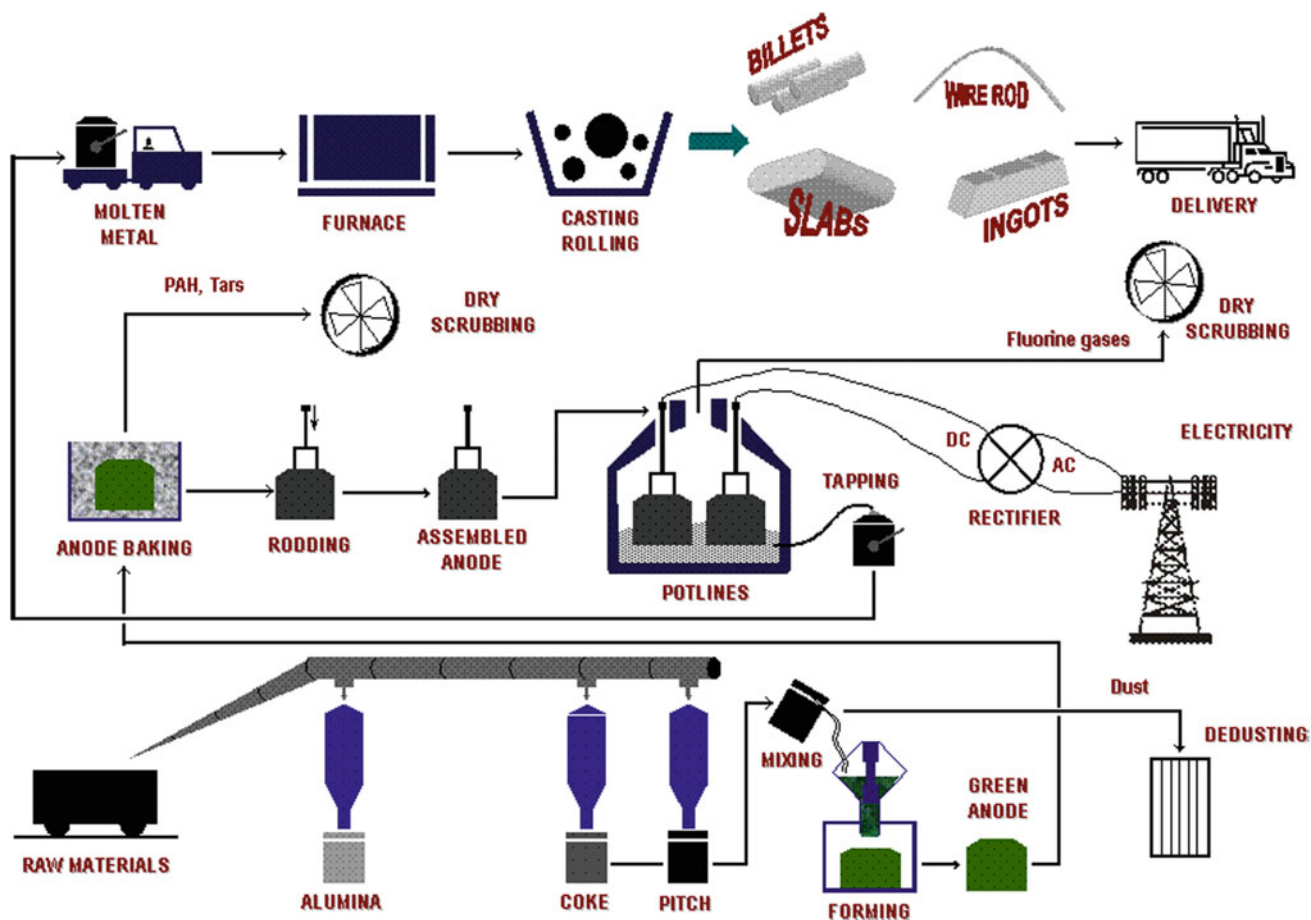 BILLETS
WIRE ROD
SLABS
INGOTS
MOLTEN
METAL
FURNACE
CASTING
ROLLING
DELIVERY
PAH, Tars
DRY
SCRUBBING
Fluorine gases
DRY
SCRUBBING
ANODE BAKING
RODDING
ASSEMBLED
ANODE
POTLINES
TAPPING
DC
AC
RECTIFIER
ELECTRICITY
RAW MATERIALS
ALUMINA
COKE
PITCH
MIXING
FORMING
GREEN
ANODE
Dust
DEDUSTING